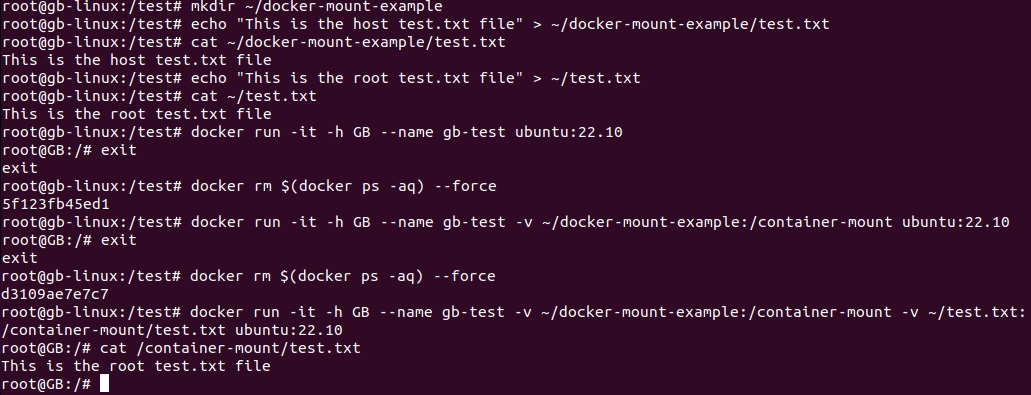 root@gb-linux:/test# mkdir ~/docker-mount-example
root@gb-linux:/test# echo "This is the host test.txt file" > ~/docker-mount-example/test.txt
root@gb-linux:/test# cat ~/docker-mount-example/test.txt
This is the host test.txt file
root@gb-linux:/test# echo "This is the root test.txt file" > ~/test.txt
root@gb-linux:/test# cat ~/test.txt
This is the root test.txt file
root@gb-linux:/test# docker run -it -h GB --name gb-test ubuntu:22.10
root@GB:/# exit
exit
root@gb-linux:/test# docker rm $(docker ps -aq) --force
5f123fb45ed1
root@gb-linux:/test# docker run -it -h GB --name gb-test -v ~/docker-mount-example:/container-mount ubuntu:22.10
root@GB:/# exit
exit
root@gb-linux:/test# docker rm $(docker ps -aq) --force
d3109ae7e7c7
root@gb-linux:/test# docker run -it -h GB --name gb-test -v ~/docker-mount-example:/container-mount -v ~/test.txt:
/container-mount/test.txt ubuntu:22.10
root@GB:/# cat /container-mount/test.txt
This is the root test.txt file
root@GB:/#